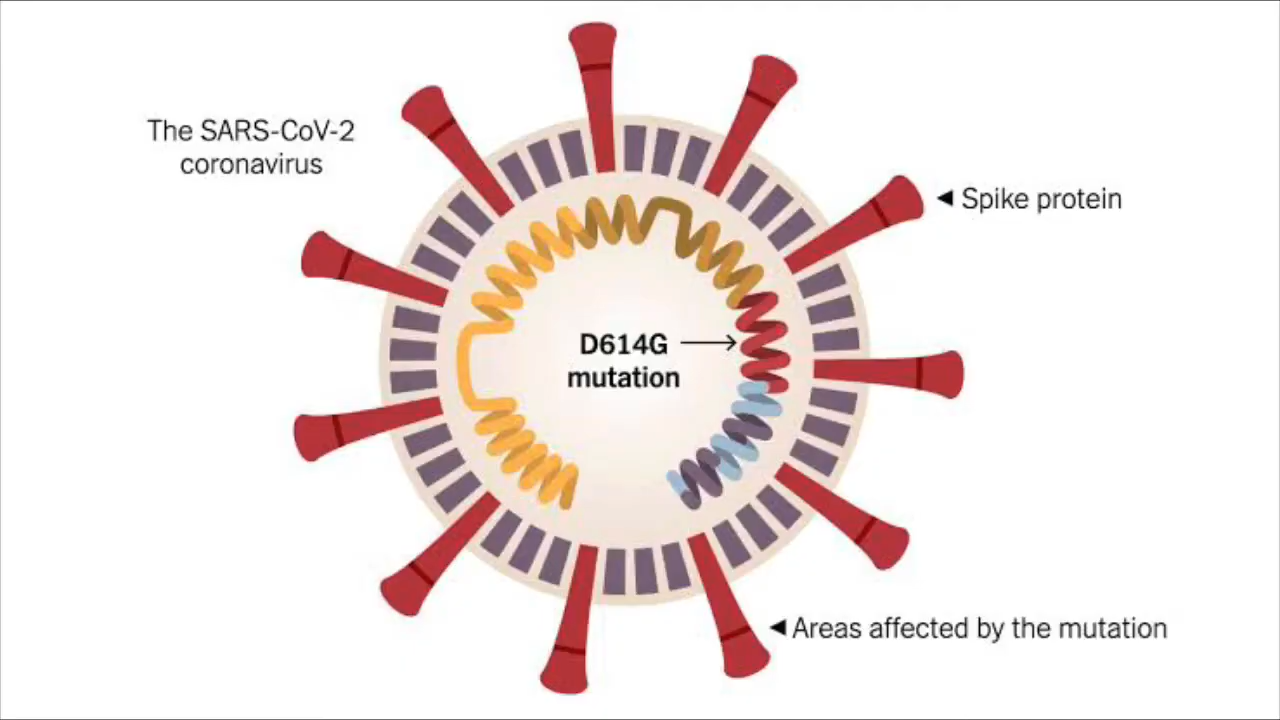 The SARS-CoV-2
coronavirus
◄ Spike protein
D614G
mutation
◄ Areas affected by the mutation